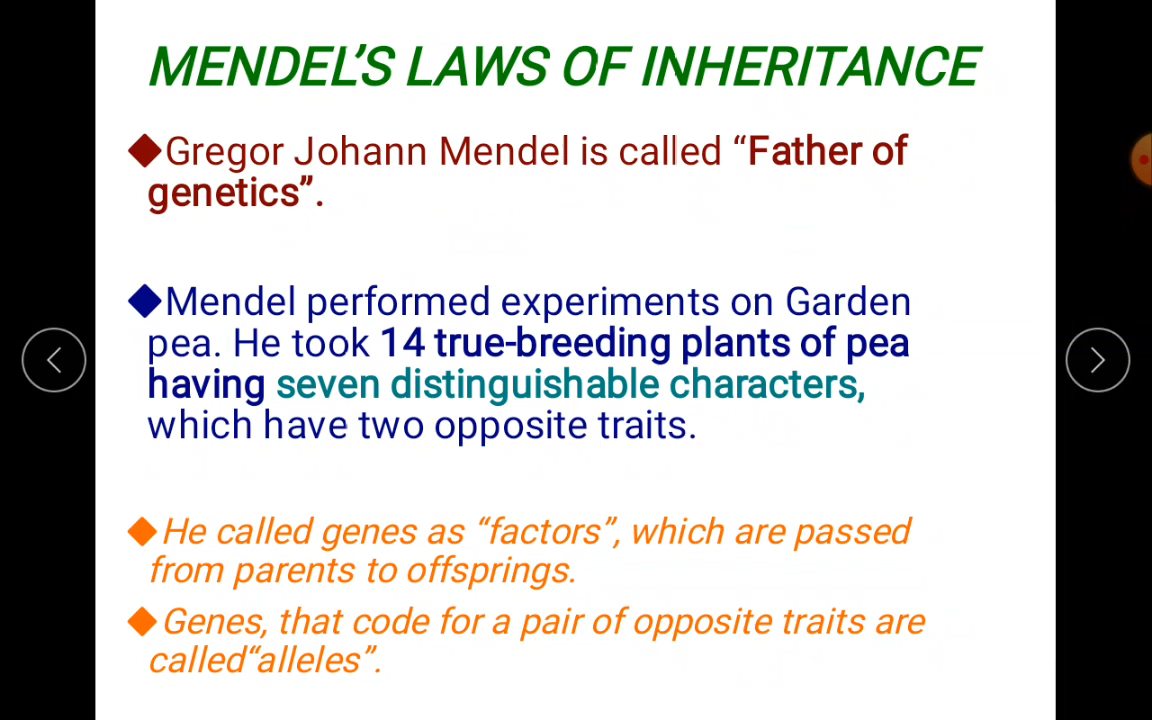 MENDEL’S LAWS OF INHERITANCE
◆Gregor Johann Mendel is called “Father of
genetics”.
◆Mendel performed experiments on Garden
pea. He took 14 true-breeding plants of pea
having seven distinguishable characters,
which have two opposite traits.
◆He called genes as “factors”, which are passed
from parents to offsprings.
◆Genes, that code for a pair of opposite traits are
called“alleles”.